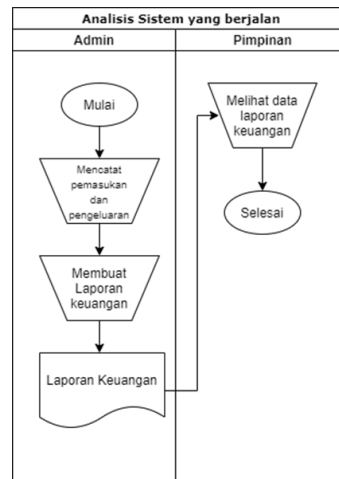 Analisis Sistem yang berjalan
Admin
Pimpinan
Mulai
Mencatat
pemasukan
dan
pengeluaran
Membuat
Laporan
keuangan
Laporan Keuangan
Melihat data
laporan
keuangan
Selesai